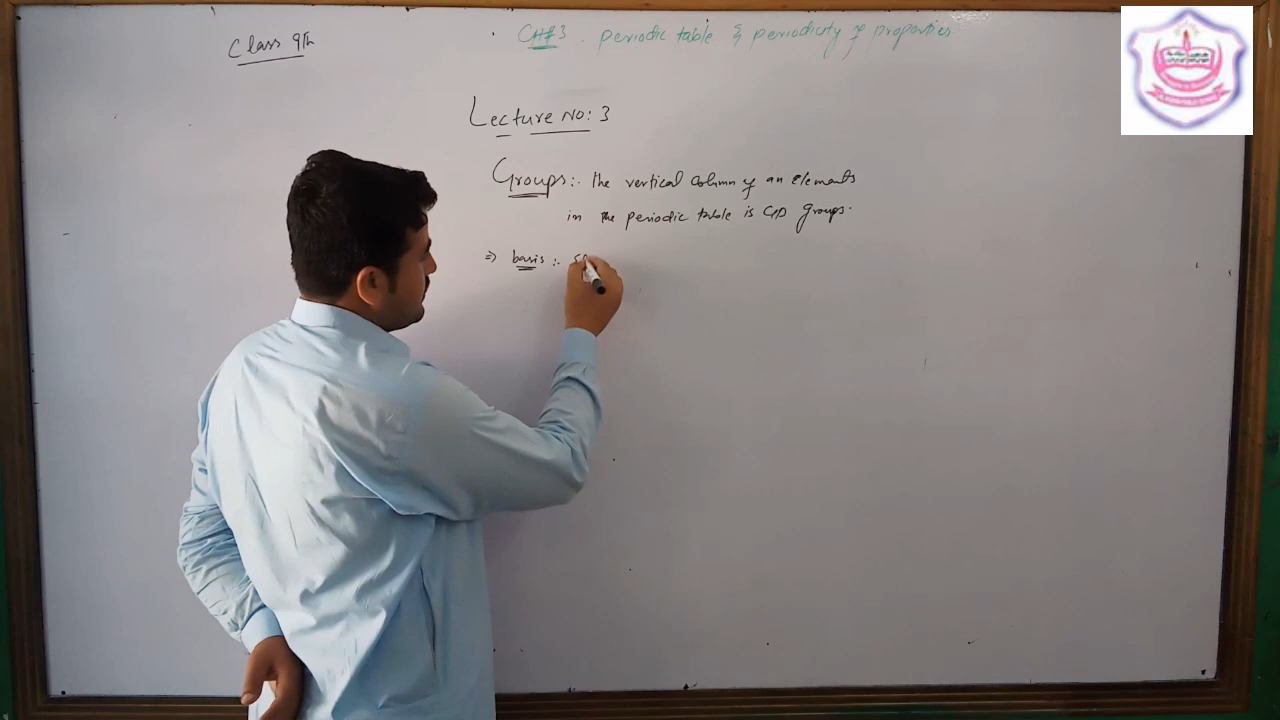 Class 9th
CH#3. periodic table & periodicity of properties
Lecture No: 3
Groups:- The vertical column of an elements
in the periodic table is C/D groups.
⇒ basis :-